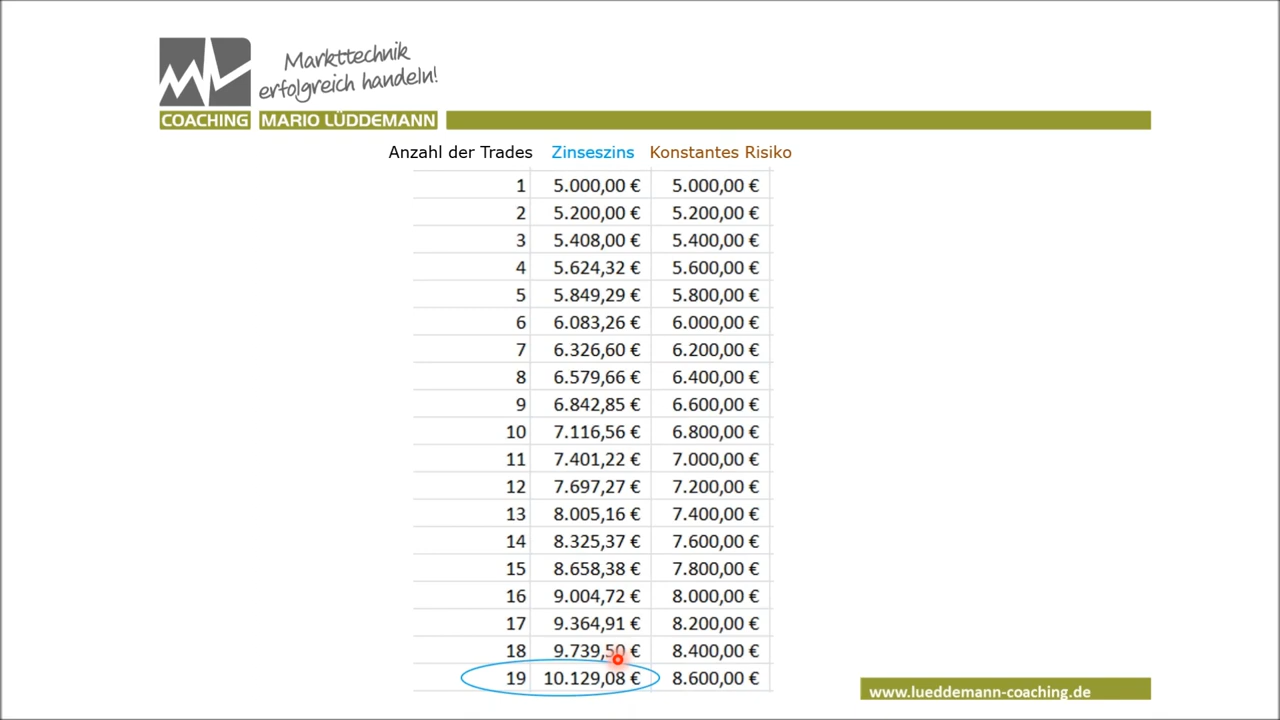 Markttechnik
erfolgreich handeln!
COACHING MARIO LÜDDEMANN
Anzahl der Trades Zinseszins Konstantes Risiko
1 5.000,00 € 5.000,00 €
2 5.200,00 € 5.200,00 €
3 5.408,00 € 5.400,00 €
4 5.624,32 € 5.600,00 €
5 5.849,29 € 5.800,00 €
6 6.083,26 € 6.000,00 €
7 6.326,60 € 6.200,00 €
8 6.579,66 € 6.400,00 €
9 6.842,85 € 6.600,00 €
10 7.116,56 € 6.800,00 €
11 7.401,22 € 7.000,00 €
12 7.697,27 € 7.200,00 €
13 8.005,16 € 7.400,00 €
14 8.325,37 € 7.600,00 €
15 8.658,38 € 7.800,00 €
16 9.004,72 € 8.000,00 €
17 9.364,91 € 8.200,00 €
18 9.739,50 € 8.400,00 €
19 10.129,08 € 8.600,00 €
www.lueddemann-coaching.de